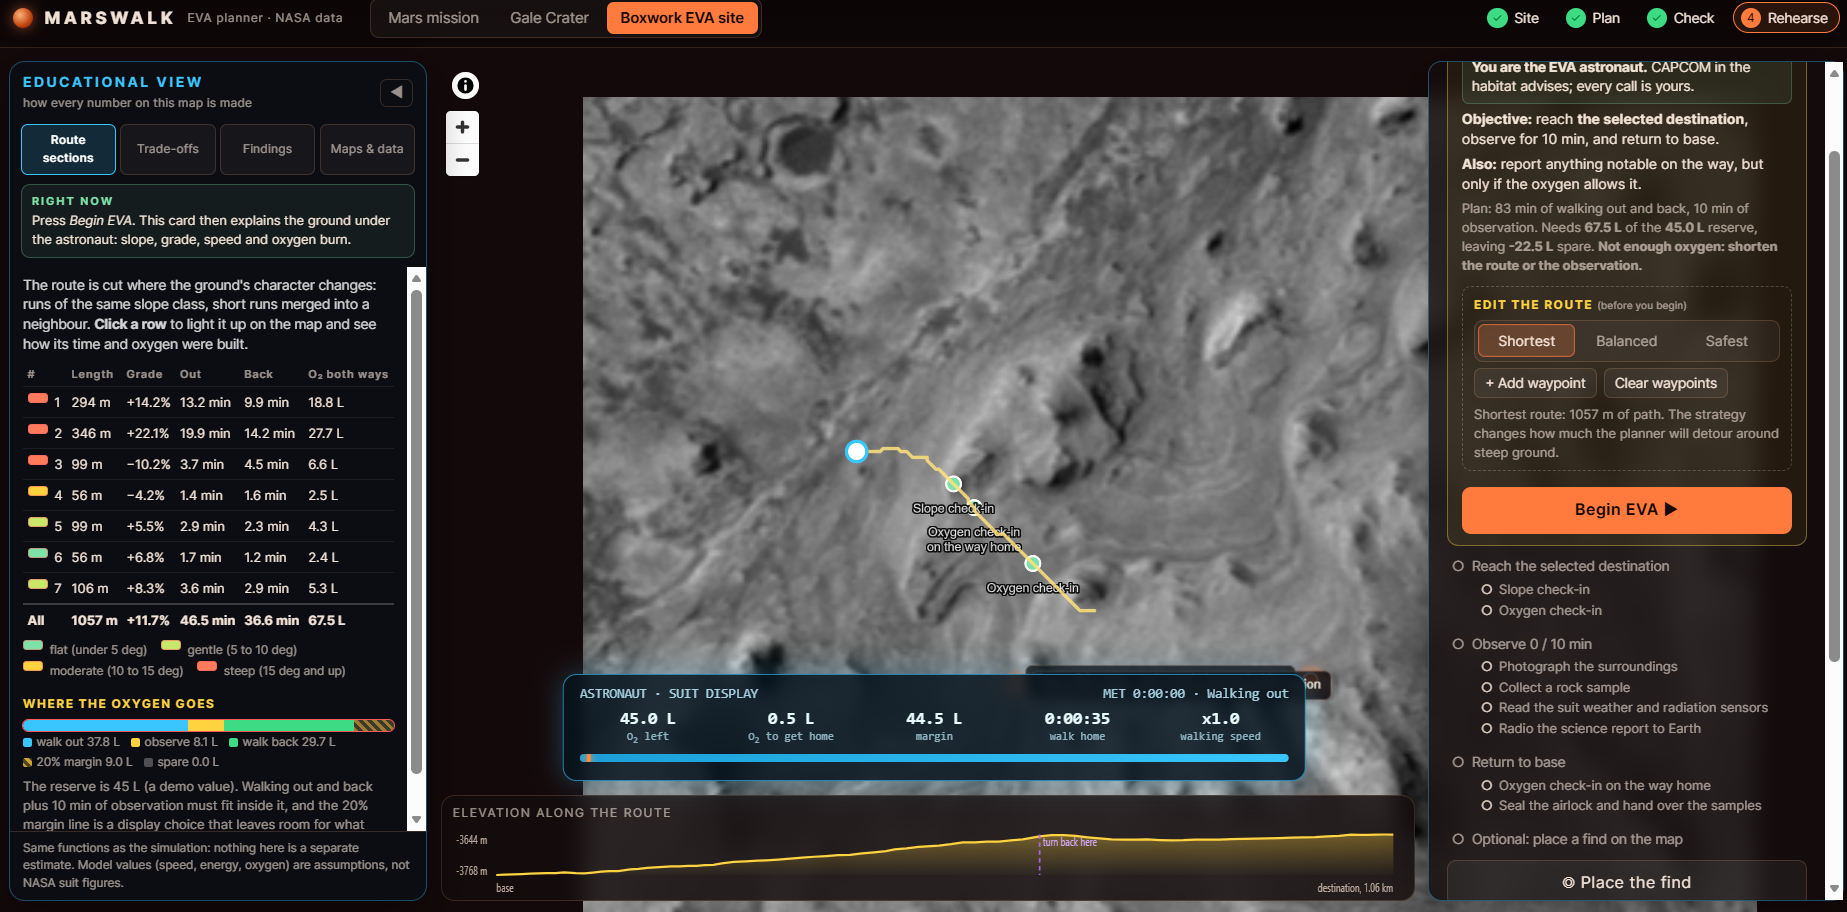 MARSWALK EVA planner · NASA data
Mars mission
Gale Crater
Boxwork EVA site
Site
Plan
Check
4 Rehearse
EDUCATIONAL VIEW
how every number on this map is made
Route sections
Trade-offs
Findings
Maps & data
RIGHT NOW
Press Begin EVA. This card then explains the ground under
the astronaut: slope, grade, speed and oxygen burn.
The route is cut where the ground's character changes:
runs of the same slope class, short runs merged into a
neighbour. Click a row to light it up on the map and see
how its time and oxygen were built.
# Length Grade Out Back O₂ both ways
1 294 m +14.2% 13.2 min 9.9 min 18.8 L
2 346 m +22.1% 19.9 min 14.2 min 27.7 L
3 99 m −10.2% 3.7 min 4.5 min 6.6 L
4 56 m −4.2% 1.4 min 1.6 min 2.5 L
5 99 m +5.5% 2.9 min 2.3 min 4.3 L
6 56 m +6.8% 1.7 min 1.2 min 2.4 L
7 106 m +8.3% 3.6 min 2.9 min 5.3 L
All 1057 m +11.7% 46.5 min 36.6 min 67.5 L
flat (under 5 deg) gentle (5 to 10 deg)
moderate (10 to 15 deg) steep (15 deg and up)
WHERE THE OXYGEN GOES
walk out 37.8 L observe 8.1 L walk back 29.7 L
20% margin 9.0 L spare 0.0 L
The reserve is 45 L (a demo value). Walking out and back
plus 10 min of observation must fit inside it, and the 20%
margin line is a display choice that leaves room for what
Same functions as the simulation: nothing here is a separate
estimate. Model values (speed, energy, oxygen) are assumptions, not
NASA suit figures.
+
−
Slope check-in
Oxygen check-in
on the way home
Oxygen check-in
ion
ASTRONAUT · SUIT DISPLAY
MET 0:00:00 · Walking out
45.0 L 0.5 L 44.5 L 0:00:35 x1.0
O₂ left O₂ to get home margin walk home walking speed
ELEVATION ALONG THE ROUTE
-3644 m
turn back here
-3768 m
base
destination, 1.06 km
You are the EVA astronaut. CAPCOM in the
habitat advises; every call is yours.
Objective: reach the selected destination,
observe for 10 min, and return to base.
Also: report anything notable on the way, but
only if the oxygen allows it.
Plan: 83 min of walking out and back, 10 min of
observation. Needs 67.5 L of the 45.0 L reserve,
leaving -22.5 L spare. Not enough oxygen: shorten
the route or the observation.
EDIT THE ROUTE (before you begin)
Shortest
Balanced
Safest
+ Add waypoint
Clear waypoints
Shortest route: 1057 m of path. The strategy
changes how much the planner will detour around
steep ground.
Begin EVA ▶
Reach the selected destination
Slope check-in
Oxygen check-in
Observe 0 / 10 min
Photograph the surroundings
Collect a rock sample
Read the suit weather and radiation sensors
Radio the science report to Earth
Return to base
Oxygen check-in on the way home
Seal the airlock and hand over the samples
Optional: place a find on the map
◎ Place the find